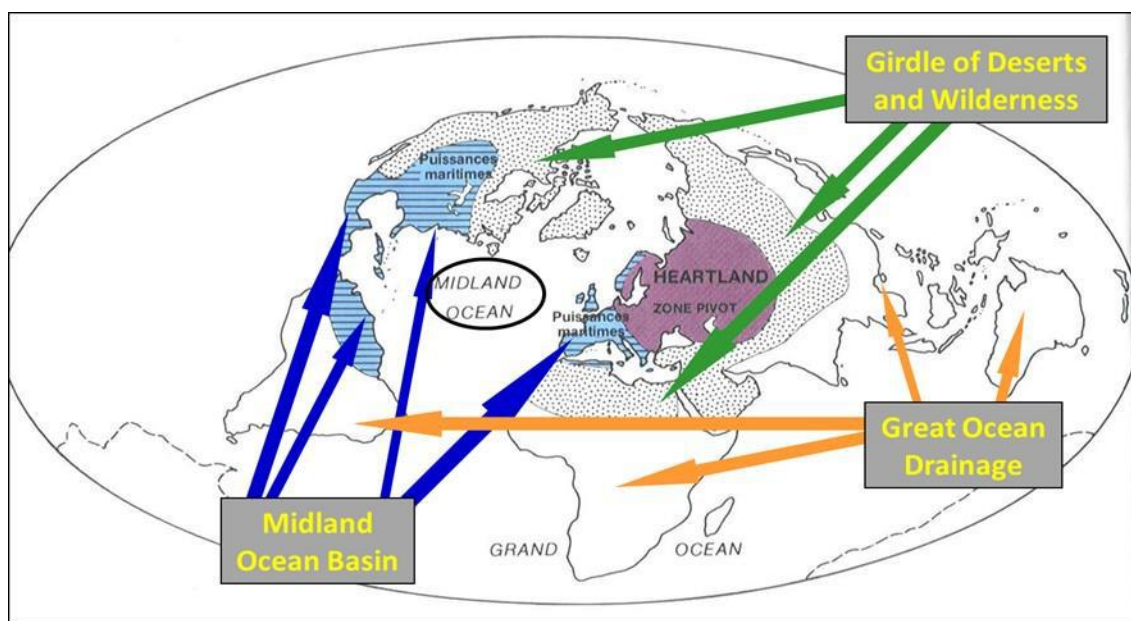 Girdle of Deserts
and Wilderness
Puissances
maritimes
MIDLAND
OCEAN
HEARTLAND
ZONE PIVOT
Puissances
maritimes
Great Ocean
Drainage
Midland
Ocean Basin
GRAND OCEAN